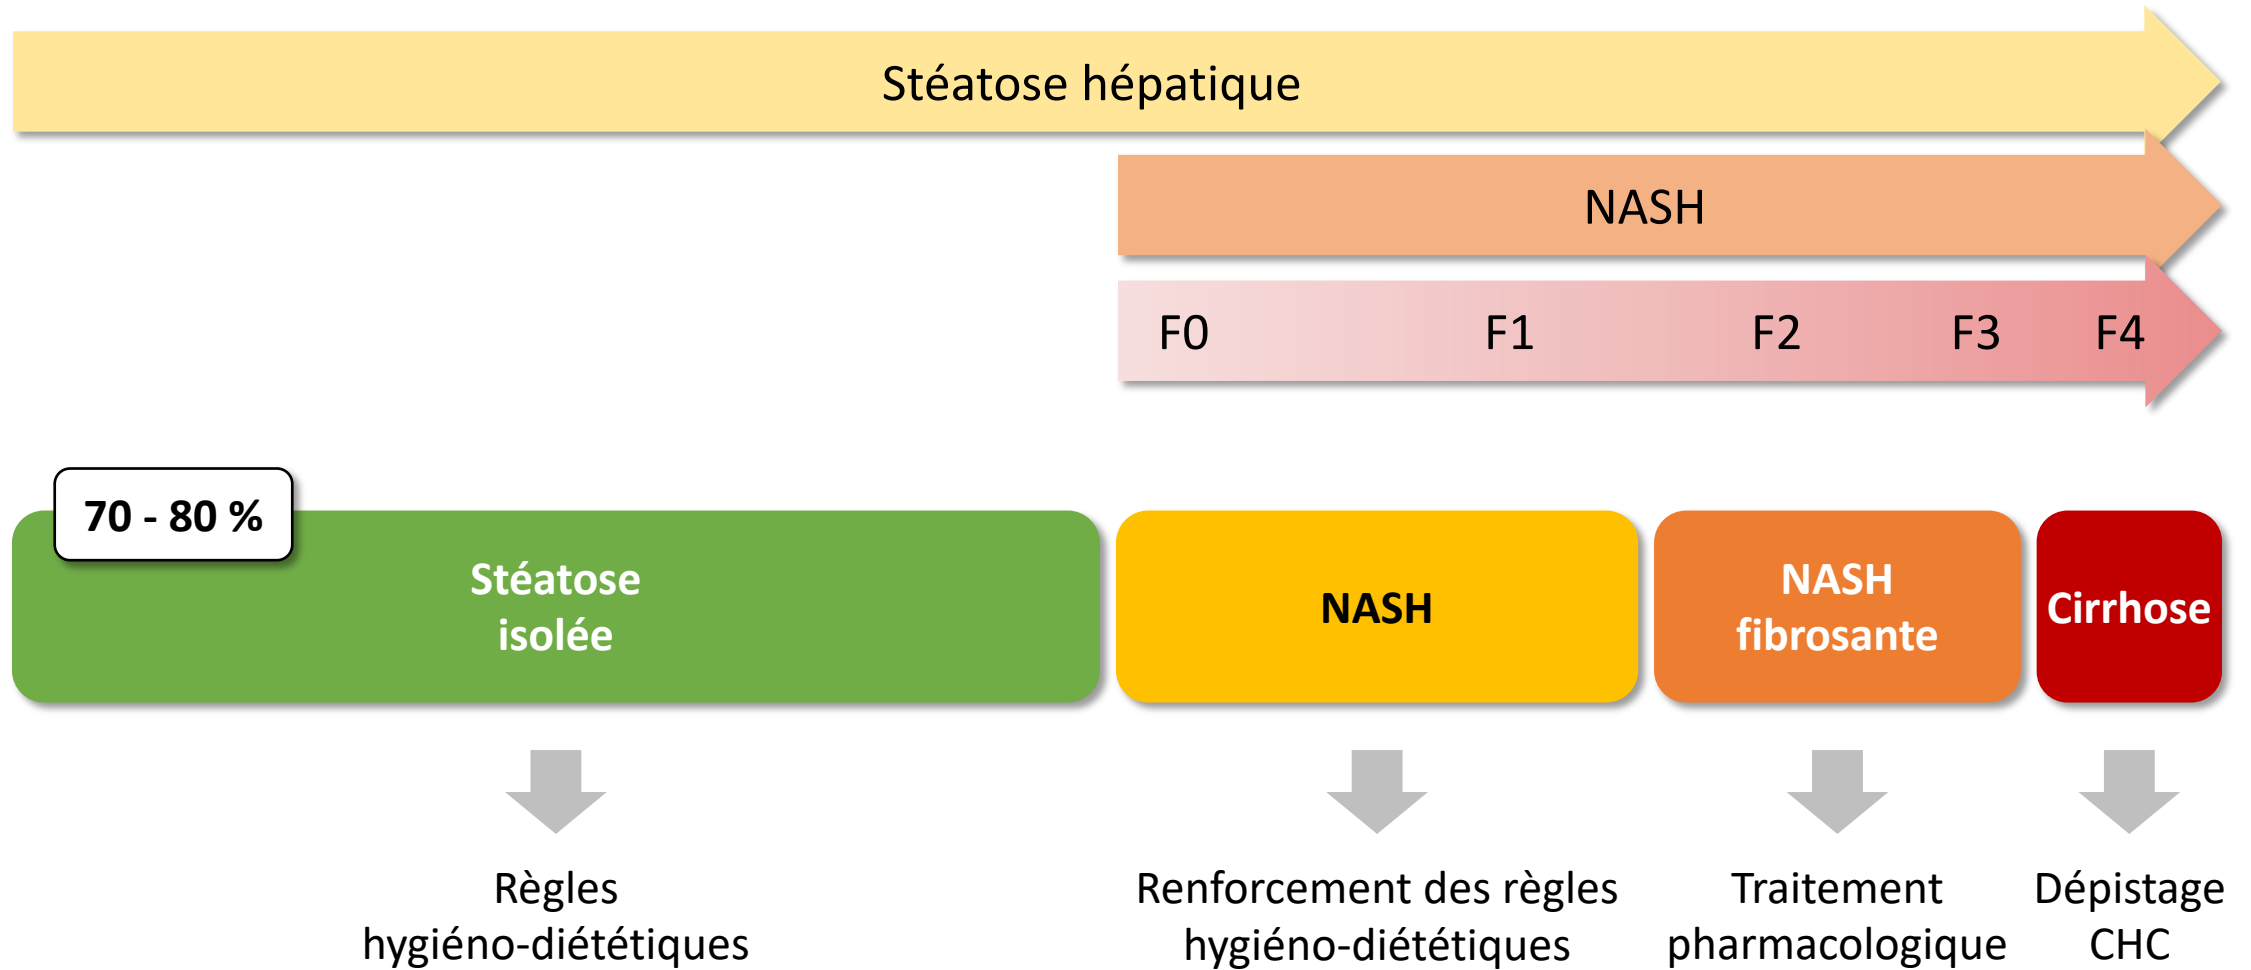 Stéatose hépatique
NASH
F0 F1 F2 F3 F4
70 - 80 %
Stéatose
isolée
NASH
NASH
fibrosante
Cirrhose
Règles
hygiéno-diététiques
Renforcement des règles
hygiéno-diététiques
Traitement
pharmacologique
Dépistage
CHC